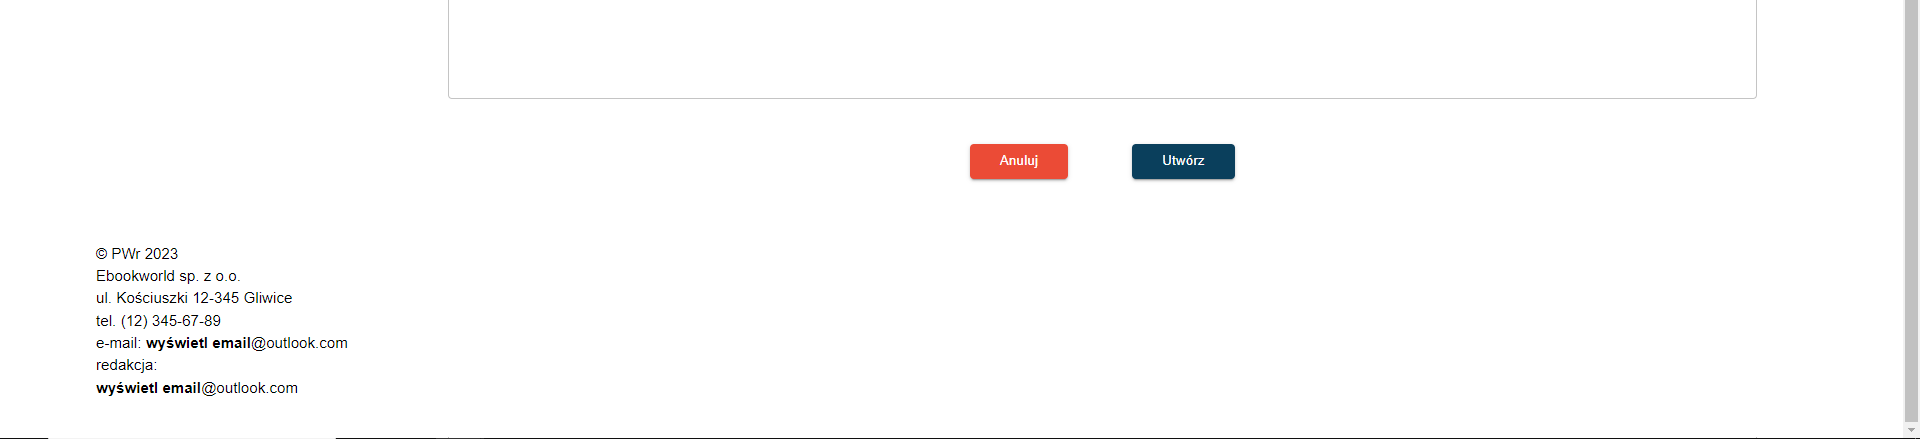 Anuluj
Utwórz
© PWr 2023
Ebookworld sp. z o.o.
ul. Kościuszki 12-345 Gliwice
tel. (12) 345-67-89
e-mail: wyświetl email@outlook.com
redakcja:
wyświetl email@outlook.com